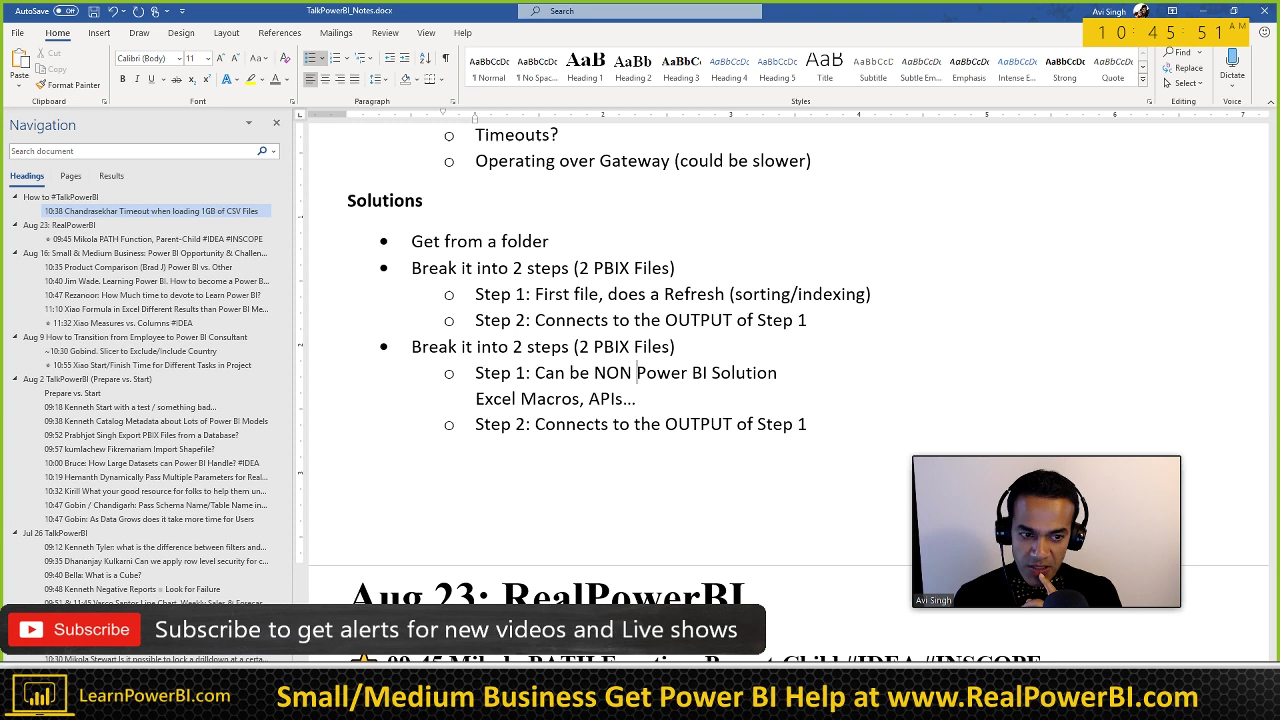 AutoSave Off
TalkPowerBI_Notes.docx
Search
Avi Singh
File Home Insert Draw Design Layout References Mailings Review View Help
10:45:51 AM
Paste
Cut
Copy
Format Painter
Clipboard
Calibri (Body) 11
Font
Paragraph
AaBbCcDc AaBbCcDc AaB AaBb AaBbC AaBbCcD AaBbCcD AaB AaBbCcD AaBbCcDc AaBbCcDc AaBbCcDc AaBbCcDc AaBbCcDc
¶ Normal ¶ No Spac... Heading 1 Heading 2 Heading 3 Heading 4 Heading 5 Title Subtitle Subtle Em... Emphasis Intense E... Strong Quote
Styles
Find
Replace
Select
Editing
Dictate
Voice
Navigation
Search document
Headings Pages Results
How to #TalkPowerBI
10:38 Chandrasekhar Timeout when loading 1GB of CSV Files
Aug 23: RealPowerBI
09:45 Mikola PATH Function, Parent-Child #IDEA #INSCOPE
Aug 16: Small & Medium Business: Power BI Opportunity & Challen...
10:35 Product Comparison (Brad J) Power BI vs. Other
10:40 Jim Wade. Learning Power BI. How to become a Power B...
10:47 Rezanoor: How Much time to devote to Learn Power BI?
11:10 Xiao Formula in Excel Different Results than Power BI Me...
11:32 Xiao Measures vs. Columns #IDEA
Aug 9 How to Transition from Employee to Power BI Consultant
~10:30 Gobind. Slicer to Exclude/Include Country
10:55 Xiao Start/Finish Time for Different Tasks in Project
Aug 2 TalkPowerBI (Prepare vs. Start)
Prepare vs. Start
09:18 Kenneth Start with a test / something bad...
09:38 Kenneth Catalog Metadata about Lots of Power BI Models
09:52 Prabhjot Singh Export PBIX Files from a Database?
09:57 kumlachew Fikremariam Import Shapefile?
10:00 Bruce: How Large Datasets can Power BI Handle? #IDEA
10:19 Hemanth Dynamically Pass Multiple Parameters for Real...
10:32 Kirill What your good resource for folks to help them un...
10:47 Gobin / Chandigarh: Pass Schema Name/Table Name in...
10:47 Gobin: As Data Grows does it take more time for Users
Jul 26 TalkPowerBI
09:12 Kenneth Tyler: what is the difference between filters and...
09:35 Dhananjay Kulkarni Can we apply row level security for c...
09:40 Bella: What is a Cube?
09:48 Kenneth Negative Reports = Look for Failure
10:30 Mikola Stewart Is it possible to lock a drilldown at a certa...
Timeouts?
Operating over Gateway (could be slower)
Solutions
Get from a folder
Break it into 2 steps (2 PBIX Files)
Step 1: First file, does a Refresh (sorting/indexing)
Step 2: Connects to the OUTPUT of Step 1
Break it into 2 steps (2 PBIX Files)
Step 1: Can be NON Power BI Solution
Excel Macros, APIs...
Step 2: Connects to the OUTPUT of Step 1
Aug 23: RealPowerBI
Avi Singh
Subscribe Subscribe to get alerts for new videos and Live shows
LearnPowerBI.com
Small/Medium Business Get Power BI Help at www.RealPowerBI.com